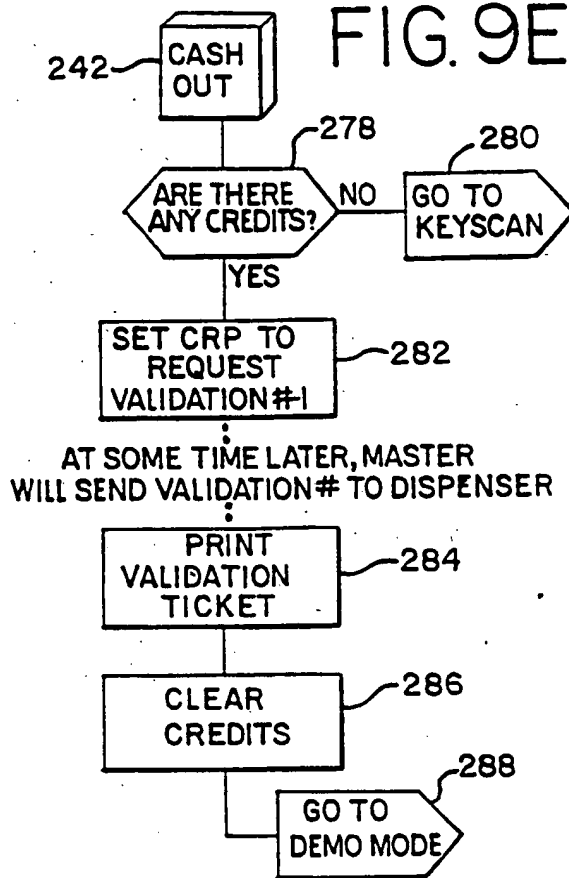 FIG. 9E
242
CASH
OUT
278
ARE THERE
ANY CREDITS?
NO
280
GO TO
KEYSCAN
YES
SET CRP TO
REQUEST
VALIDATION #1
282
AT SOME TIME LATER, MASTER
WILL SEND VALIDATION # TO DISPENSER
PRINT
VALIDATION
TICKET
284
CLEAR
CREDITS
286
288
GO TO
DEMO MODE